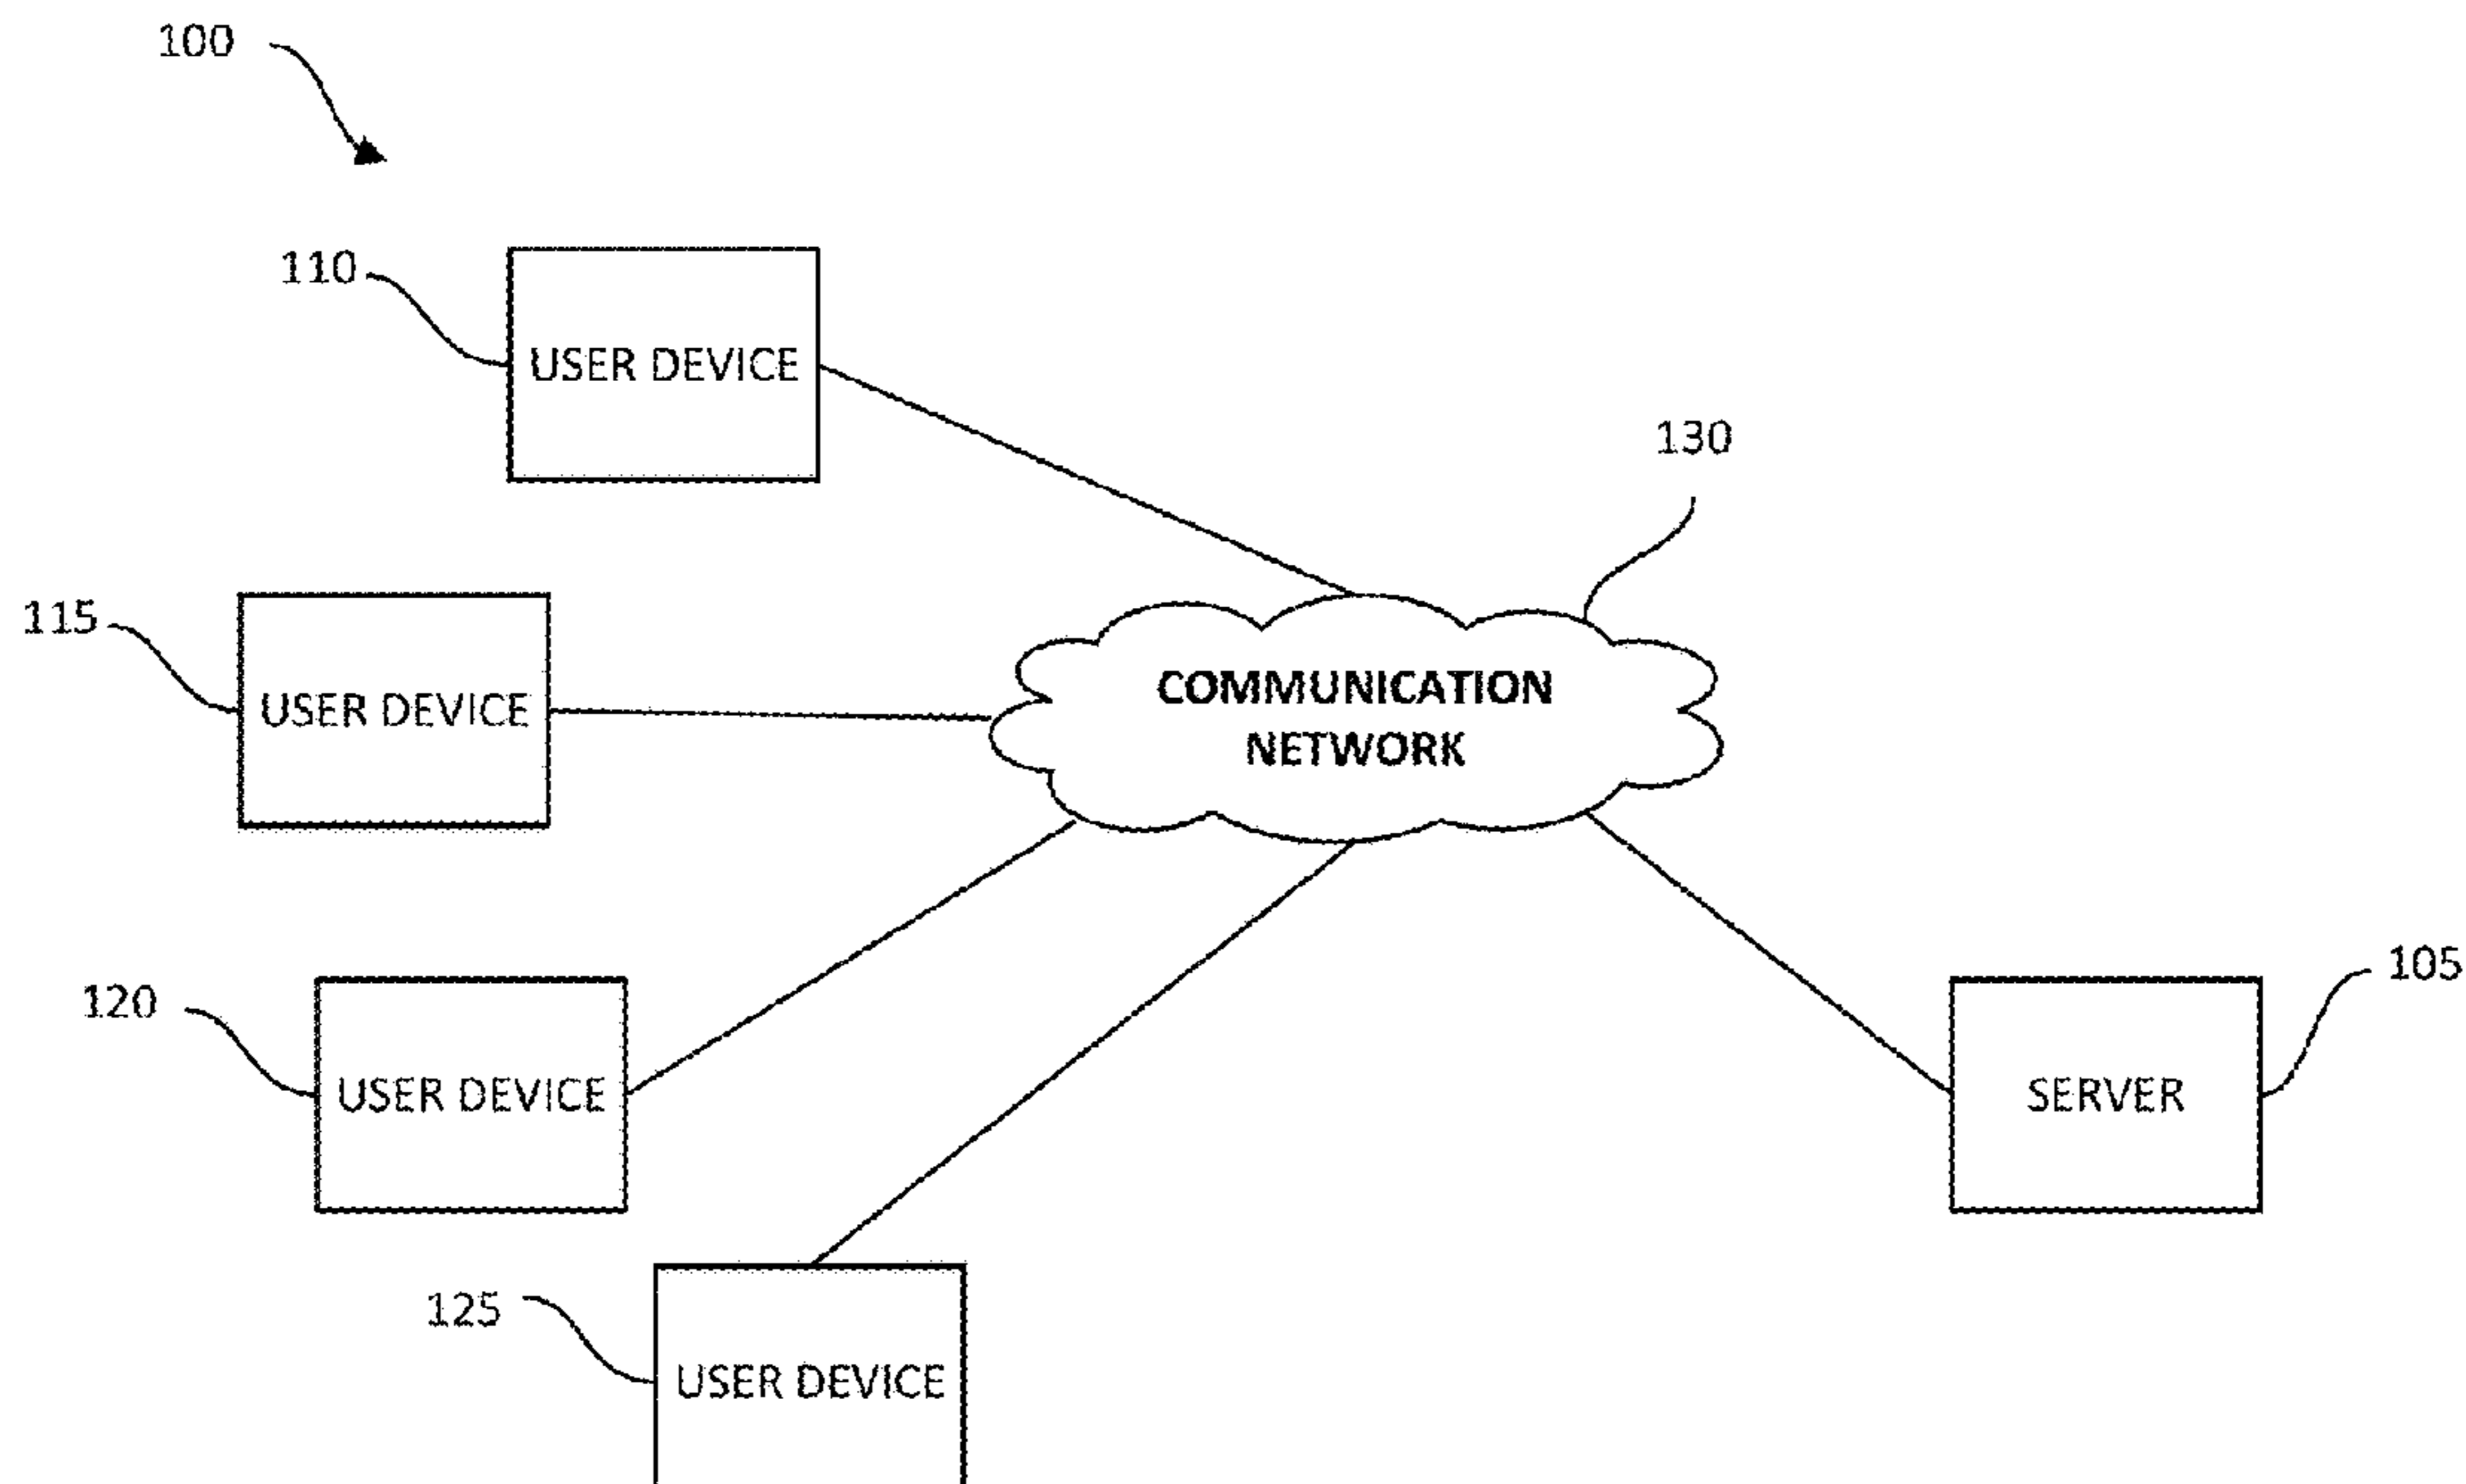 100
110
USER DEVICE
130
115
USER DEVICE
COMMUNICATION
NETWORK
120
USER DEVICE
105
SERVER
125
USER DEVICE